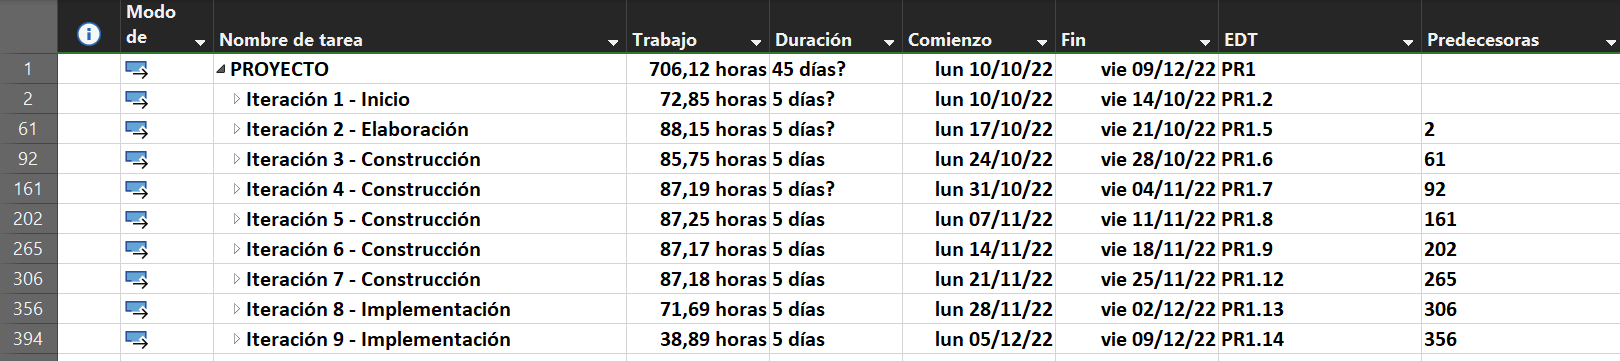 Modo de Nombre de tarea Trabajo Duración Comienzo Fin EDT Predecesoras
1 PROYECTO 706,12 horas 45 días? lun 10/10/22 vie 09/12/22 PR1
2 Iteración 1 - Inicio 72,85 horas 5 días? lun 10/10/22 vie 14/10/22 PR1.2
61 Iteración 2 - Elaboración 88,15 horas 5 días? lun 17/10/22 vie 21/10/22 PR1.5 2
92 Iteración 3 - Construcción 85,75 horas 5 días lun 24/10/22 vie 28/10/22 PR1.6 61
161 Iteración 4 - Construcción 87,19 horas 5 días? lun 31/10/22 vie 04/11/22 PR1.7 92
202 Iteración 5 - Construcción 87,25 horas 5 días lun 07/11/22 vie 11/11/22 PR1.8 161
265 Iteración 6 - Construcción 87,17 horas 5 días lun 14/11/22 vie 18/11/22 PR1.9 202
306 Iteración 7 - Construcción 87,18 horas 5 días lun 21/11/22 vie 25/11/22 PR1.12 265
356 Iteración 8 - Implementación 71,69 horas 5 días lun 28/11/22 vie 02/12/22 PR1.13 306
394 Iteración 9 - Implementación 38,89 horas 5 días lun 05/12/22 vie 09/12/22 PR1.14 356